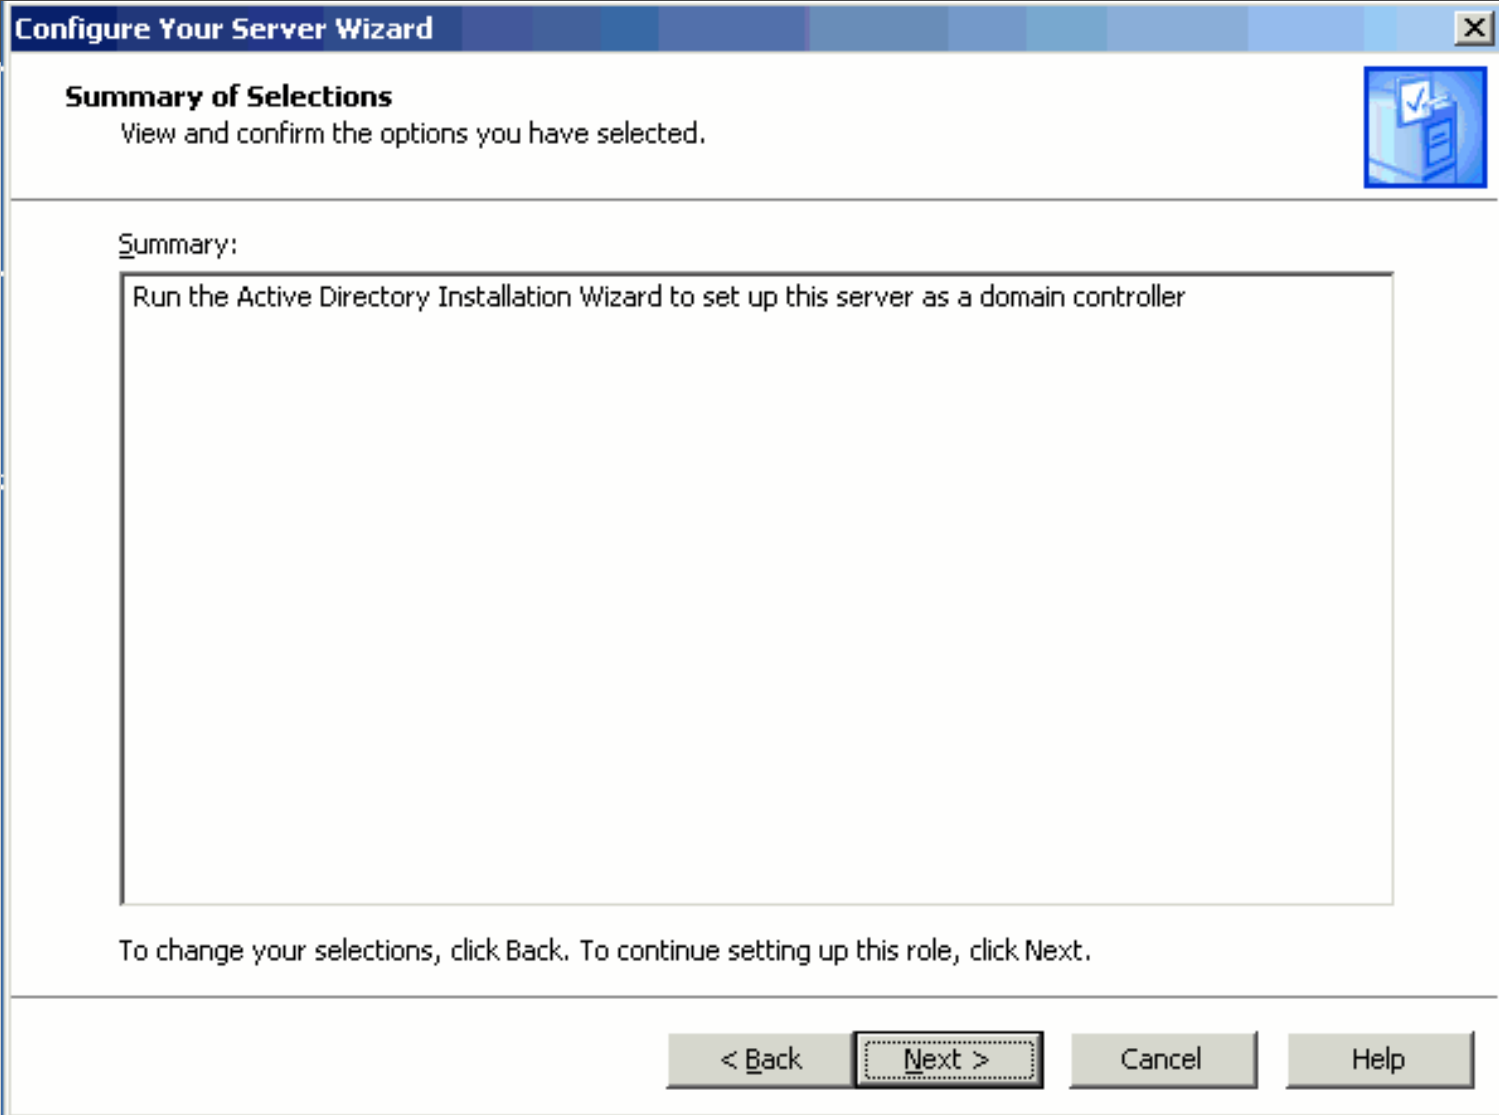 Configure Your Server Wizard
Summary of Selections
View and confirm the options you have selected.
Summary:
Run the Active Directory Installation Wizard to set up this server as a domain controller
To change your selections, click Back. To continue setting up this role, click Next.
< Back
Next >
Cancel
Help